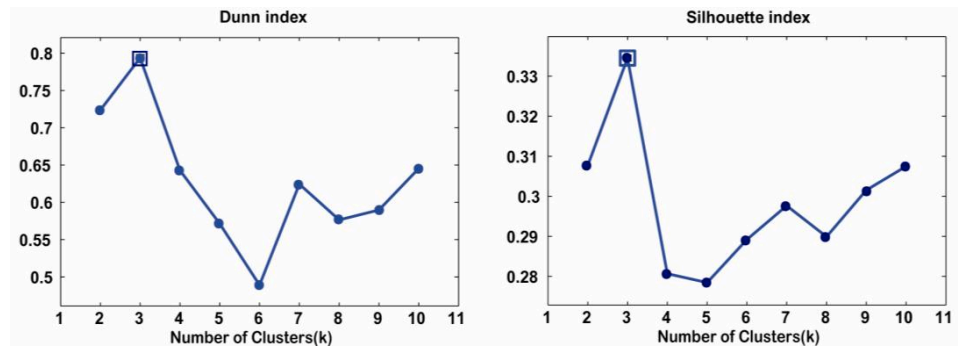 Dunn index
0.8
0.75
0.7
0.65
0.6
0.55
0.5
1 2 3 4 5 6 7 8 9 10 11
Number of Clusters(k)
Silhouette index
0.33
0.32
0.31
0.3
0.29
0.28
1 2 3 4 5 6 7 8 9 10 11
Number of Clusters(k)